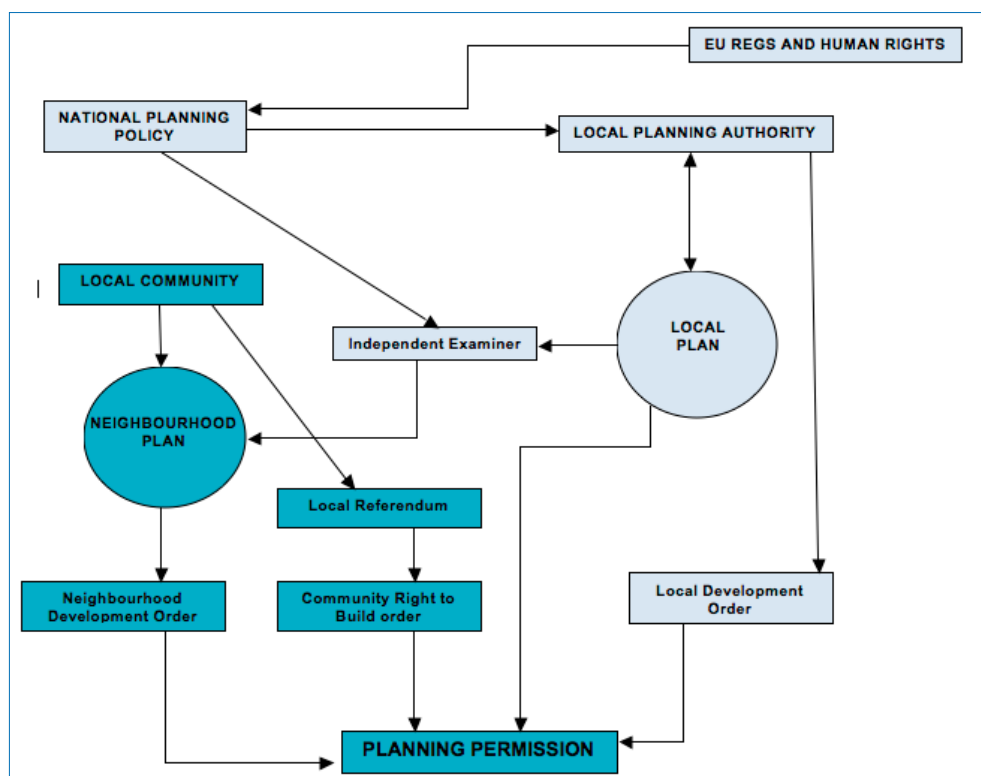 EU REGS AND HUMAN RIGHTS
NATIONAL PLANNING
POLICY
LOCAL PLANNING AUTHORITY
LOCAL COMMUNITY
Independent Examiner
LOCAL
PLAN
NEIGHBOURHOOD
PLAN
Local Referendum
Neighbourhood
Development Order
Community Right to
Build order
Local Development
Order
PLANNING PERMISSION